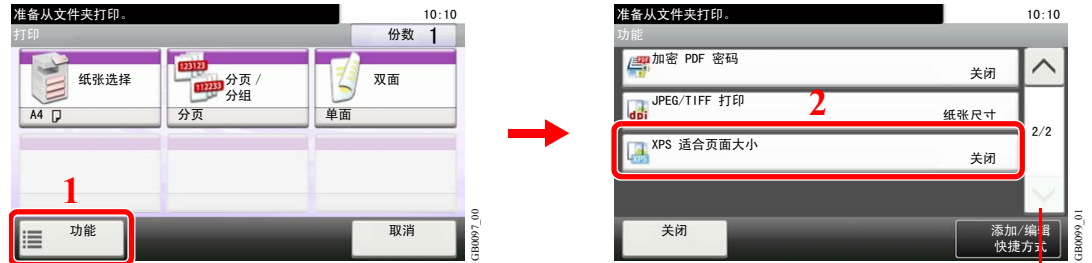 准备从文件夹打印。
10:10
打印
份数 1
纸张选择
A4
分页 /
分组
分页
双面
单面
1
功能
取消
GB0097_00
准备从文件夹打印。
10:10
功能
加密 PDF 密码
关闭
JPEG/TIFF 打印
纸张尺寸
2
XPS 适合页面大小
关闭
2/2
关闭
添加/编辑
快捷方式
GB0099_01